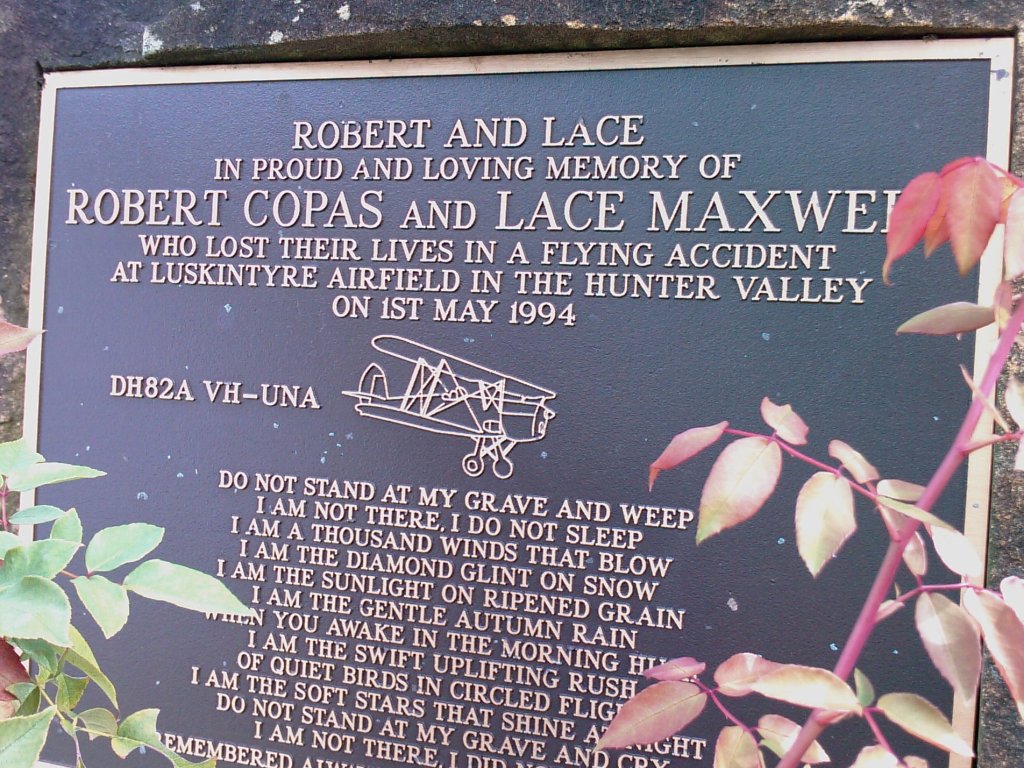 ROBERT AND LACE
IN PROUD AND LOVING MEMORY OF
ROBERT COPAS AND LACE
WHO LOST THEIR LIVES IN A FLYING ACCIDENT
AT LUSKINTYRE AIRFIELD IN THE HUNTER VALLEY
ON 1ST MAY 1994
DH82A VH-UNA
DO NOT STAND AT MY GRAVE AND WEEP
I AM NOT THERE. I DO NOT SLEEP
I AM A THOUSAND WINDS THAT BLOW
I AM THE DIAMOND GLINT ON SNOW
I AM THE SUNLIGHT ON RIPENED GRAIN
I AM THE GENTLE AUTUMN RAIN
WHEN YOU AWAKE IN THE MORNING
I AM THE SWIFT UPLIFTING RUSH
OF QUIET BIRDS IN CIRCLED
I AM THE SOFT STARS THAT SHINE AT NIGHT
DO NOT STAND AT MY GRAVE AND CRY
I AM NOT THERE. I DID
REMEMBERED